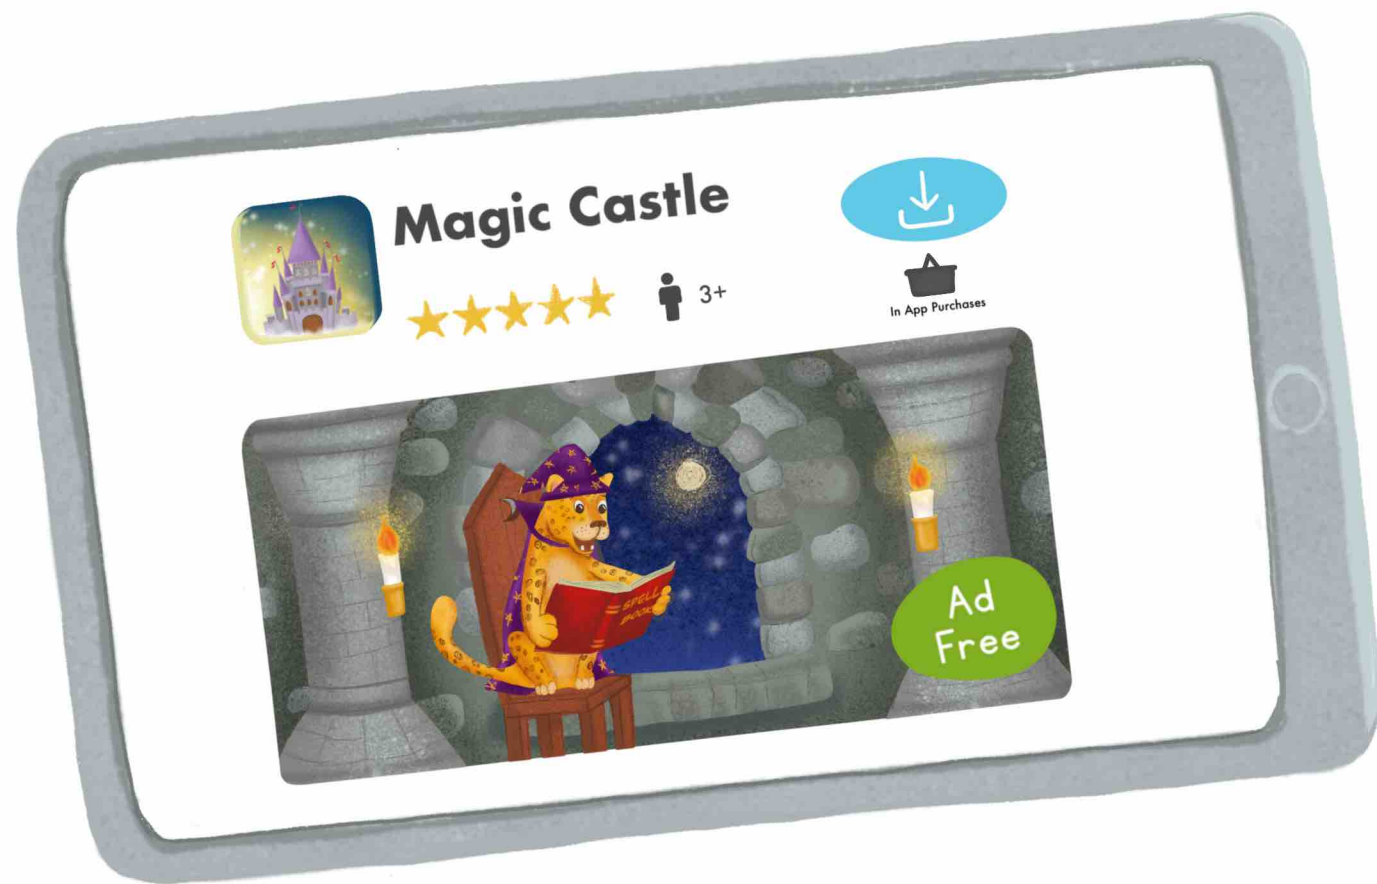 Magic Castle
3+
In App Purchases
SPELL
BOOK
Ad
Free